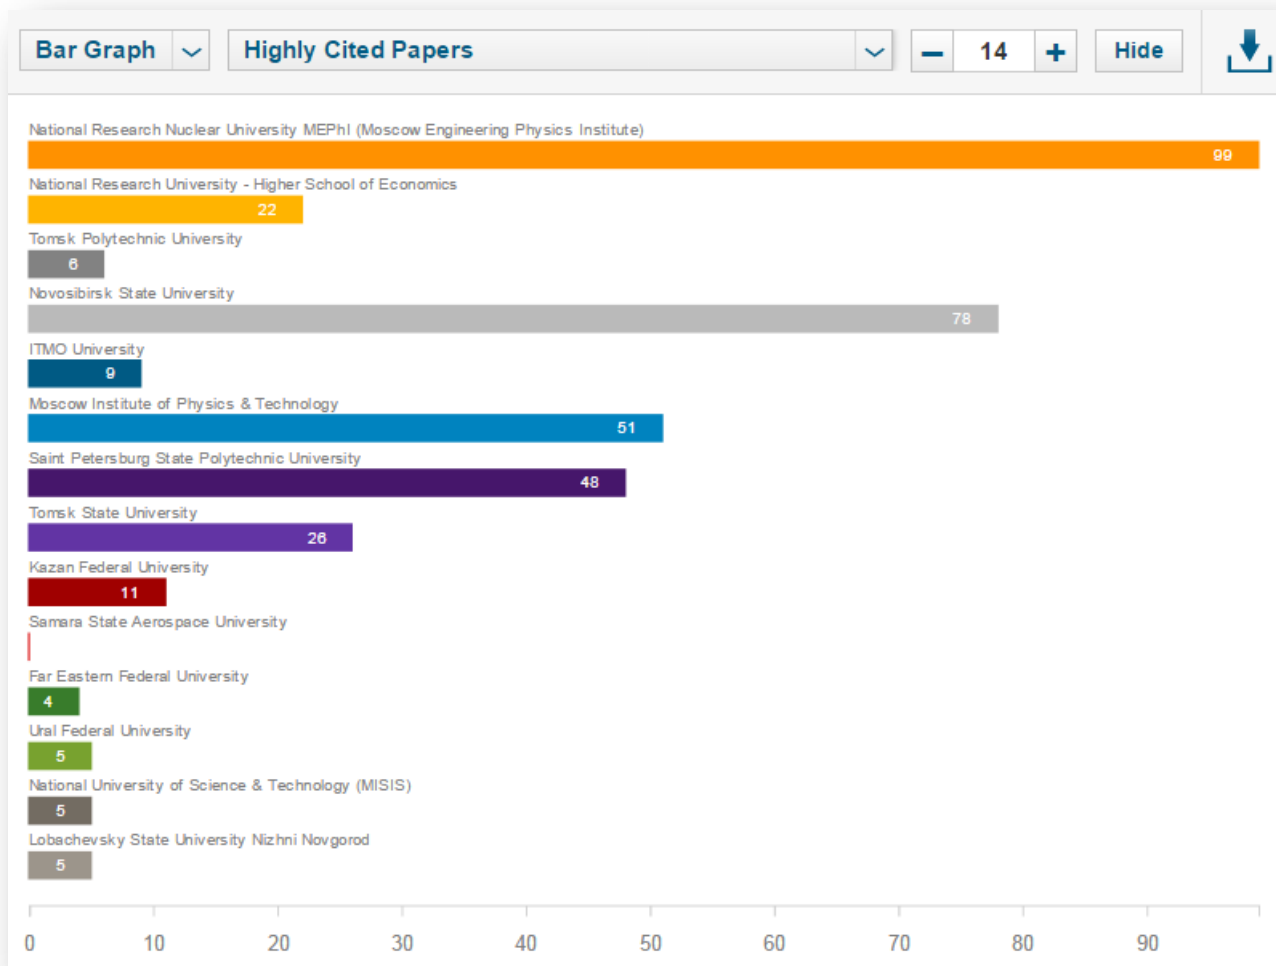 Bar Graph Highly Cited Papers 14 Hide
National Research Nuclear University MEPhI (Moscow Engineering Physics Institute)
99
National Research University - Higher School of Economics
22
Tomsk Polytechnic University
6
Novosibirsk State University
78
ITMO University
9
Moscow Institute of Physics & Technology
51
Saint Petersburg State Polytechnic University
48
Tomsk State University
26
Kazan Federal University
11
Samara State Aerospace University
Far Eastern Federal University
4
Ural Federal University
5
National University of Science & Technology (MISIS)
5
Lobachevsky State University Nizhni Novgorod
5
0 10 20 30 40 50 60 70 80 90